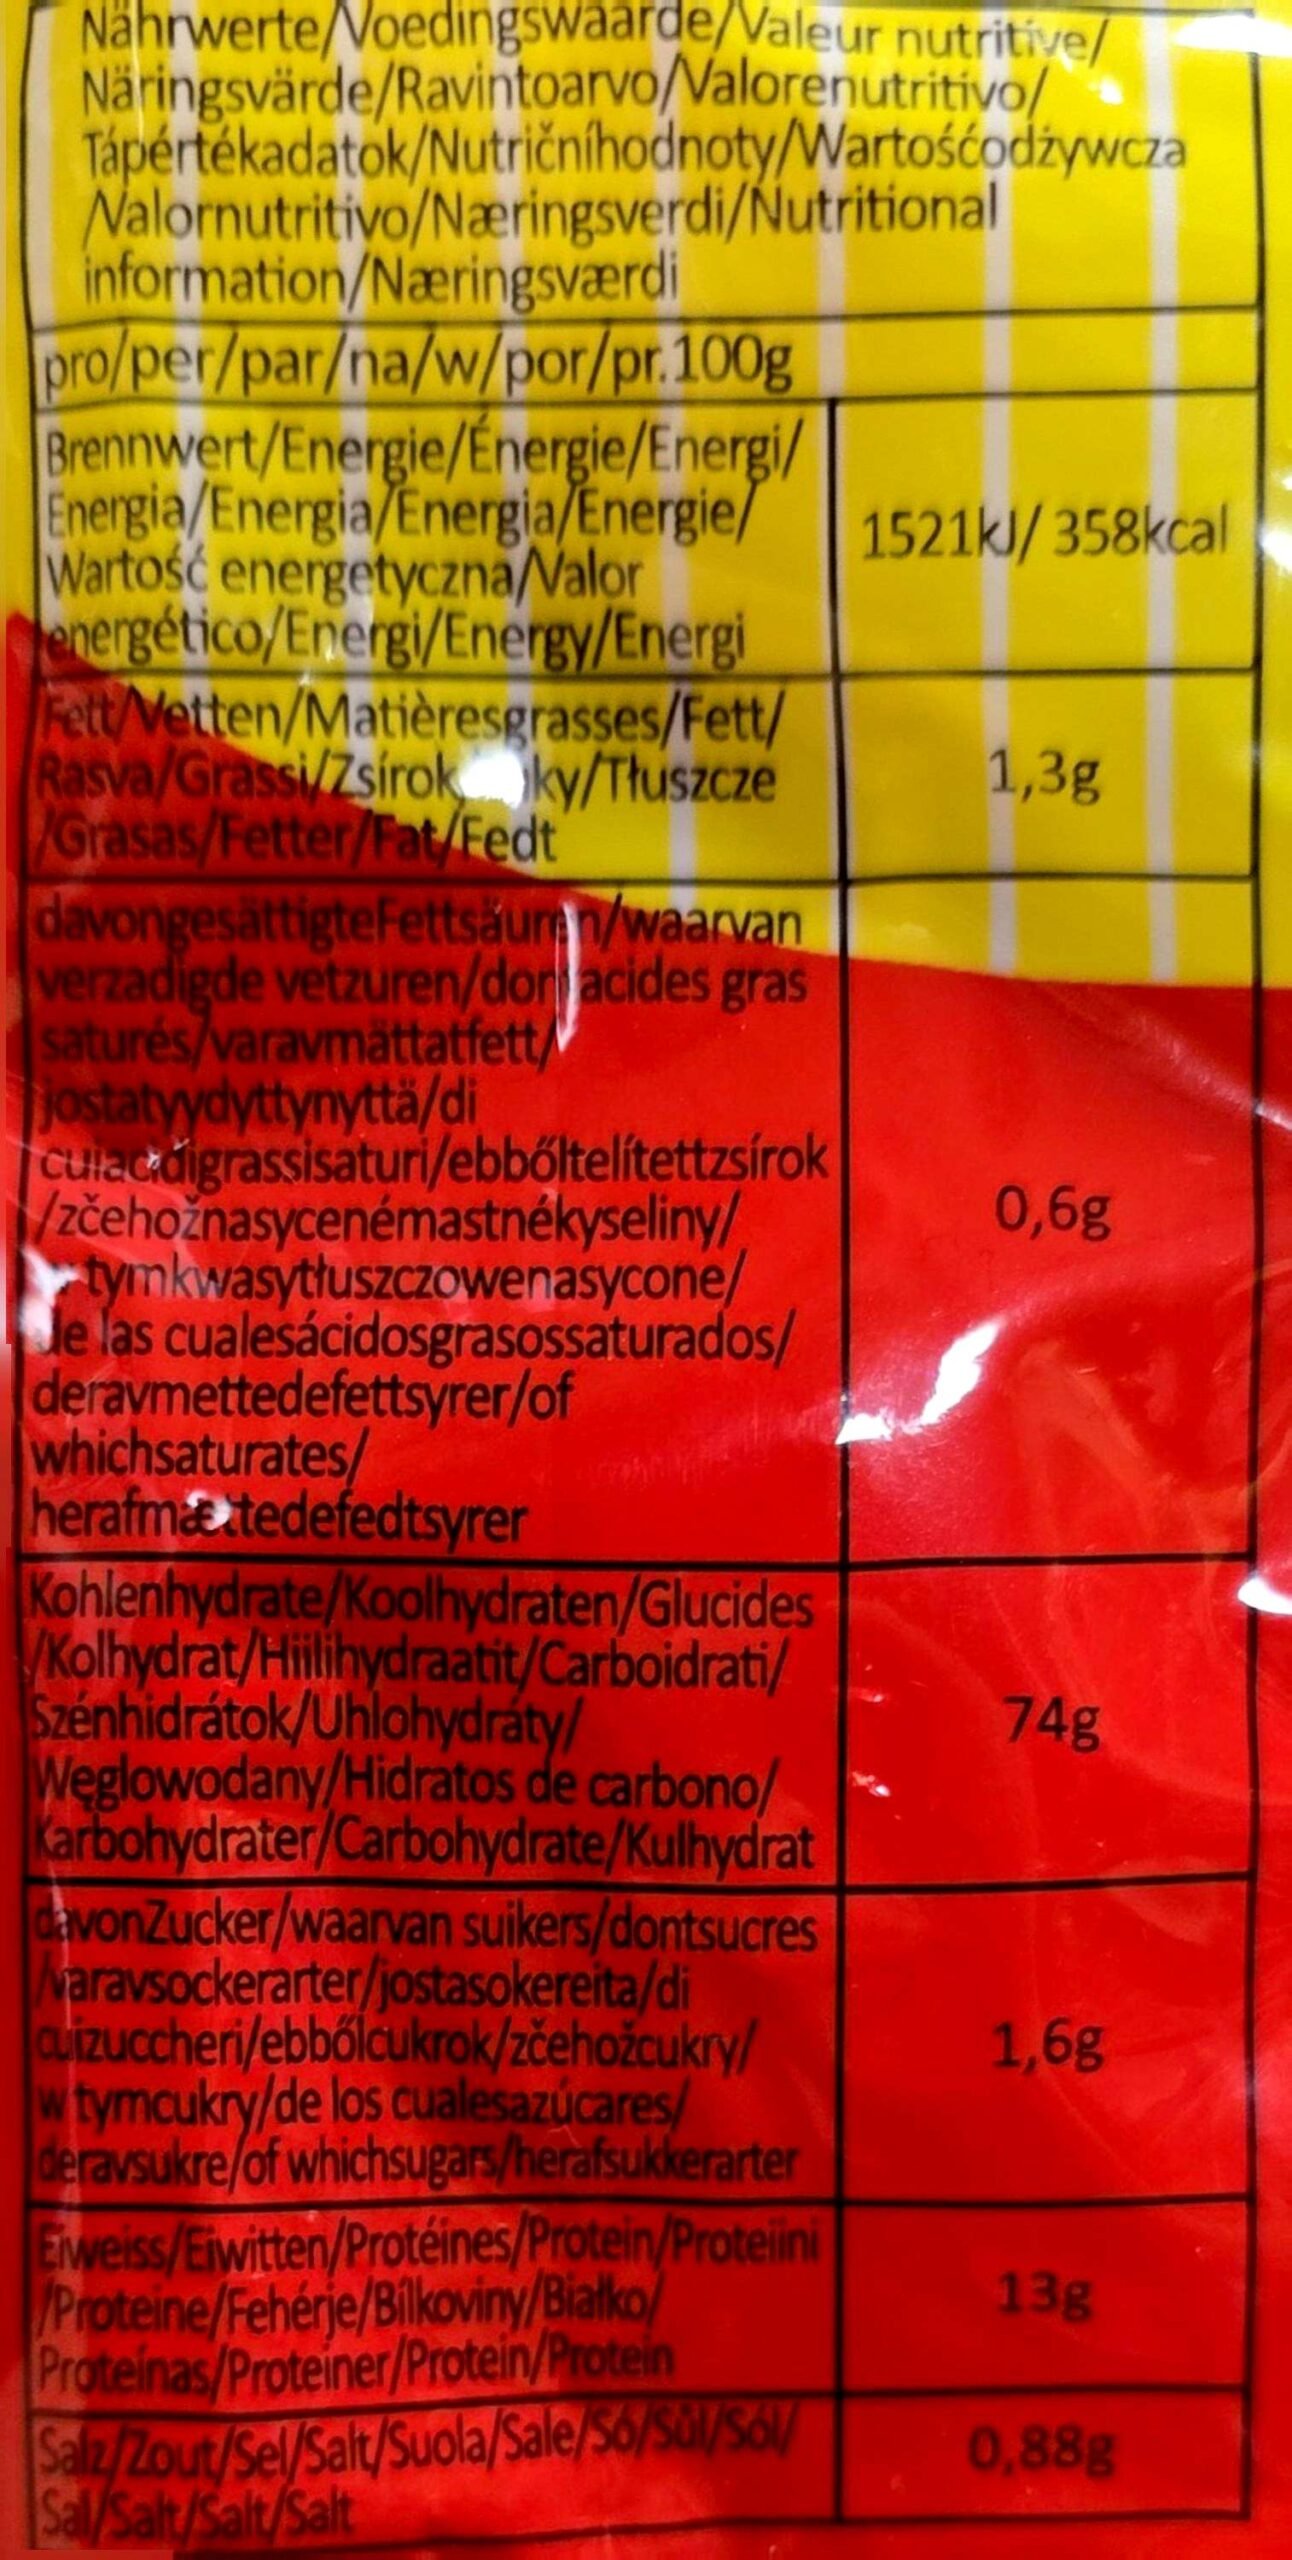 Nährwerte/Voedingswaarde/Valeur nutritive/
Näringsvärde/Ravintoarvo/Valorenutritivo/
Tápértékadatok/Nutričníhodnoty/Wartośćodżywcza
/Valornutritivo/Næringsverdi/Nutritional
information/Næringsværdi
pro/per/par/na/w/por/pr.100g
Brennwert/Energie/Énergie/Energi/
Energia/Energia/Energia/Energie/
Wartość energetyczna/Valor
energético/Energi/Energy/Energi
1521kJ/ 358kcal
Fett/Vetten/Matièresgrasses/Fett/
Rasva/Grassi/Zsírok/ /Tłuszcze
/Grasas/Fetter/Fat/Fedt
1,3g
davongesättigteFettsäuren/waarvan
verzadigde vetzuren/dont acides gras
saturés/varavmättatfett/
jostatyydyttynyttä/di
cuiacidigrassisaturi/ebbőltelítettzsírok
/zčehožnasycenémastnékyseliny/
tymkwasytłuszczowenasycone/
de las cualesácidosgrasossaturados/
deravmettedefettsyrer/of
whichsaturates/
herafmættedefedtsyrer
0,6g
Kohlenhydrate/Koolhydraten/Glucides
/Kolhydrat/Hiilihydraatit/Carboidrati/
Szénhidrátok/Uhlohydráty/
Węglowodany/Hidratos de carbono/
Karbohydrater/Carbohydrate/Kulhydrat
74g
davonZucker/waarvan suikers/dontsucres
/varavsockerarter/jostasokereita/di
cuizuccheri/ebbőlcukrok/zčehožcukry/
w tymcukry/de los cualesazúcares/
deravsukre/of whichsugars/herafsukkerarter
1,6g
Eiweiss/Eiwitten/Protéines/Protein/Proteiini
/Proteine/Fehérje/Bílkoviny/Białko/
Proteínas/Proteiner/Protein/Protein
13g
Salz/Zout/Sel/Salt/Suola/Sale/Só/Sůl/Sól/
Sal/Salt/Salt/Salt
0,88g